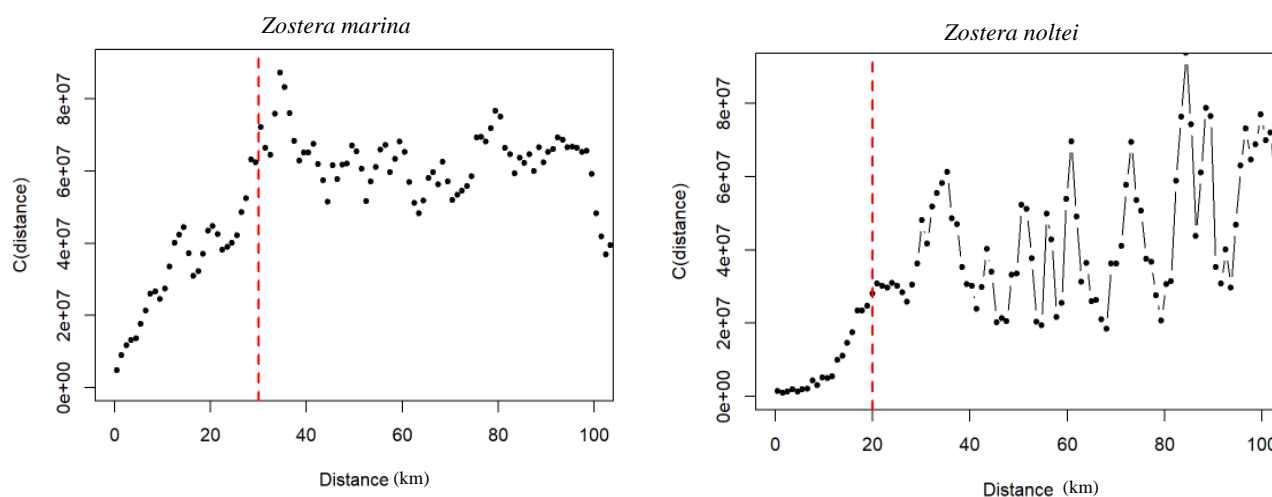 Zostera marina
C(distance)
8e+07
6e+07
4e+07
2e+07
0e+00
0 20 40 60 80 100
Distance (km)
Zostera noltei
C(distance)
8e+07
6e+07
4e+07
2e+07
0e+00
0 20 40 60 80 100
Distance (km)